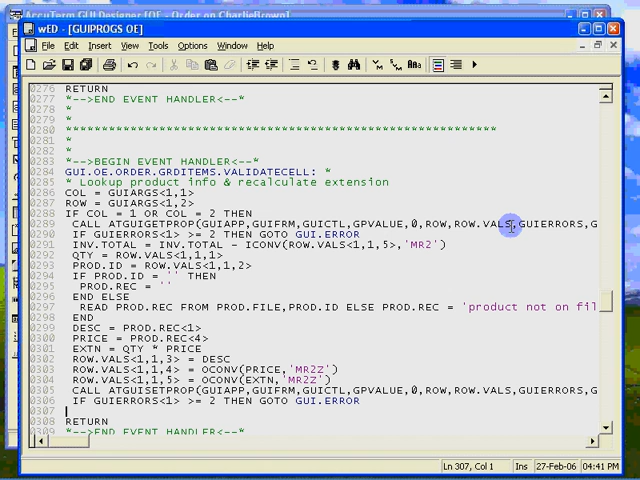 AccuTerm GUI Designer [OE - Order on CharlieBrown]
wED - [GUIPROGS OE]
File Edit Insert View Tools Options Window Help
0276 RETURN
0277 *-->END EVENT HANDLER<--*
0278 *
0279 *
0280 ****************************************************************
0281 *
0282 *
0283 *-->BEGIN EVENT HANDLER<--*
0284 GUI.OE.ORDER.GRDITEMS.VALIDATECELL: *
0285 * Lookup product info & recalculate extension
0286 COL = GUIARGS<1,1>
0287 ROW = GUIARGS<1,2>
0288 IF COL = 1 OR COL = 2 THEN
0289 CALL ATGUIGETPROP(GUIAPP,GUIFRM,GUICTL,GPVALUE,0,ROW,ROW.VALS,GUIERRORS,G
0290 IF GUIERRORS<1> >= 2 THEN GOTO GUI.ERROR
0291 INV.TOTAL = INV.TOTAL - ICONV(ROW.VALS<1,1,5>,'MR2')
0292 QTY = ROW.VALS<1,1,1>
0293 PROD.ID = ROW.VALS<1,1,2>
0294 IF PROD.ID = '' THEN
0295 PROD.REC = ''
0296 END ELSE
0297 READ PROD.REC FROM PROD.FILE,PROD.ID ELSE PROD.REC = 'product not on fil
0298 END
0299 DESC = PROD.REC<1>
0300 PRICE = PROD.REC<4>
0301 EXTN = QTY * PRICE
0302 ROW.VALS<1,1,3> = DESC
0303 ROW.VALS<1,1,4> = OCONV(PRICE,'MR2Z')
0304 ROW.VALS<1,1,5> = OCONV(EXTN,'MR2Z')
0305 CALL ATGUISETPROP(GUIAPP,GUIFRM,GUICTL,GPVALUE,0,ROW,ROW.VALS,GUIERRORS,G
0306 IF GUIERRORS<1> >= 2 THEN GOTO GUI.ERROR
0307
0308 RETURN
0309 *-->END EVENT HANDLER<--*
Ln 307, Col 1 Ins 27-Feb-06 04:41 PM